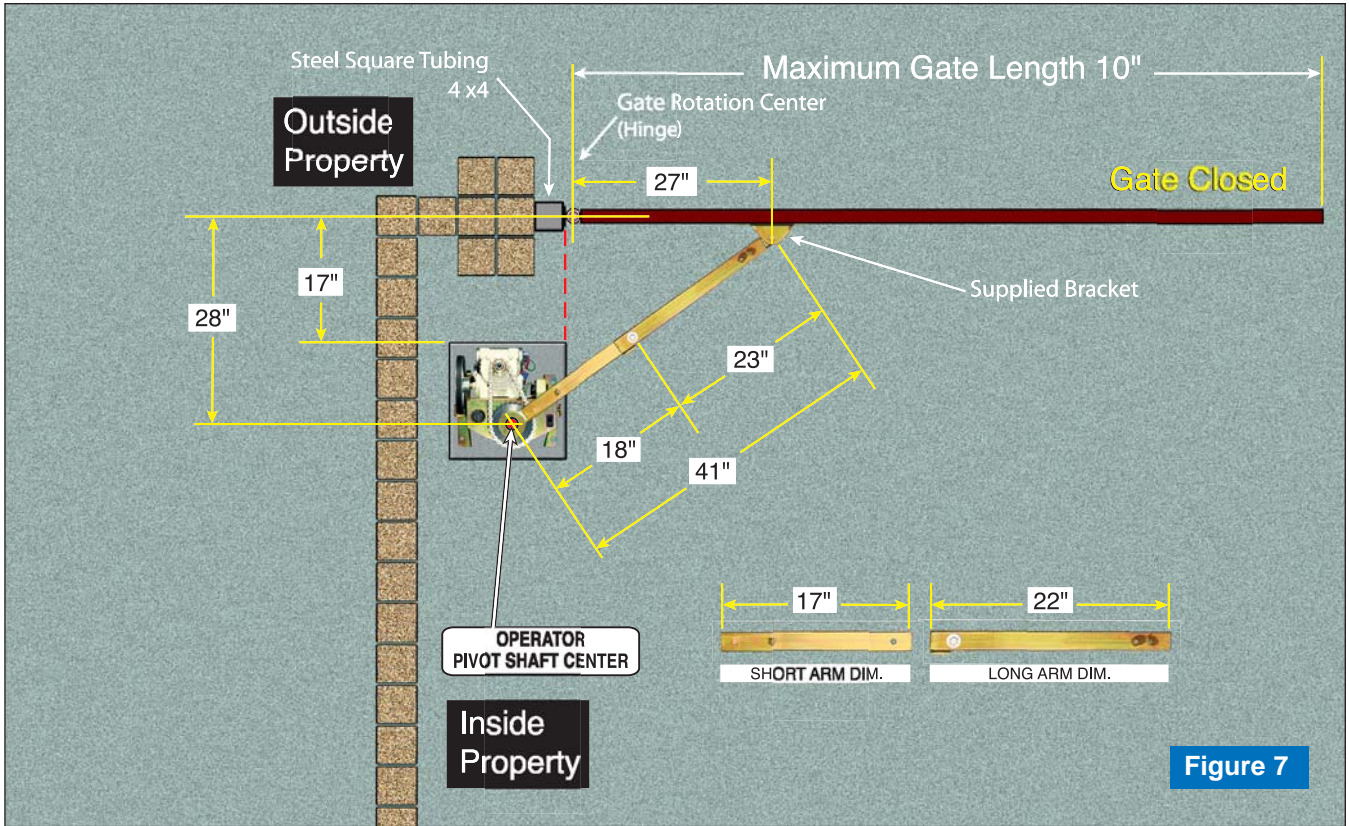 Steel Square Tubing
4 x4
Maximum Gate Length 10"
Gate Rotation Center
(Hinge)
Outside
Property
27"
Gate Closed
17"
28"
Supplied Bracket
23"
18"
41"
OPERATOR
PIVOT SHAFT CENTER
17"
22"
SHORT ARM DIM.
LONG ARM DIM.
Inside
Property
Figure 7